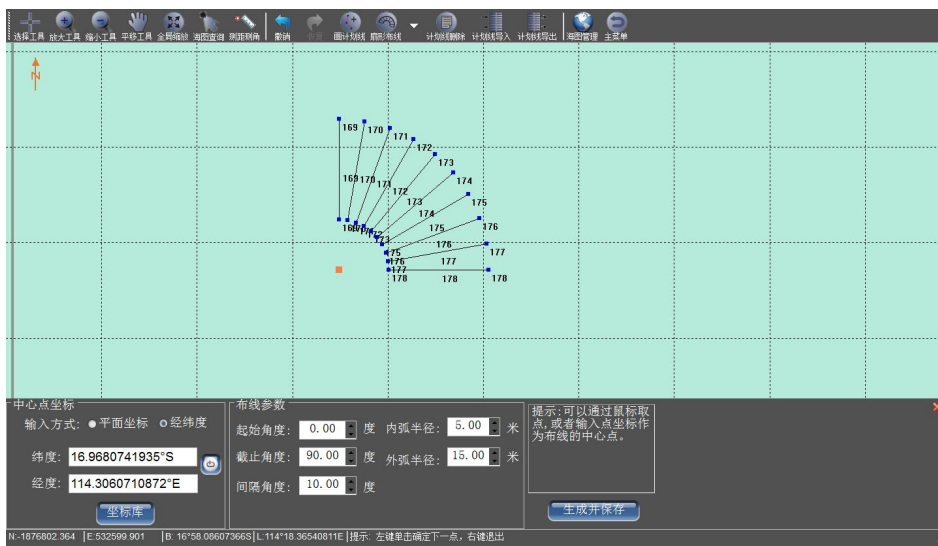 选择工具 放大工具 缩小工具 平移工具 全局缩放 海图查询 测距测角 撤销 画计划线 扇形布线 计划线删除 计划线导入 计划线导出 海图管理 主菜单
N
169 170 171 172 173 174 175 176 177 178
169 170 171 172 173 174 175 176 177 178
173 175 176 177 178
中心点坐标
输入方式: 平面坐标 经纬度
纬度: 16.9680741935°S
经度: 114.3060710872°E
坐标库
布线参数
起始角度: 0.00 度 内弧半径: 5.00 米
截止角度: 90.00 度 外弧半径: 15.00 米
间隔角度: 10.00 度
提示:可以通过鼠标取
点,或者输入点坐标作
为布线的中心点。
生成并保存
N:-1876802.364 E:532599.901 B: 16°58.08607366S L:114°18.36540811E 提示: 左键单击确定下一点，右键退出